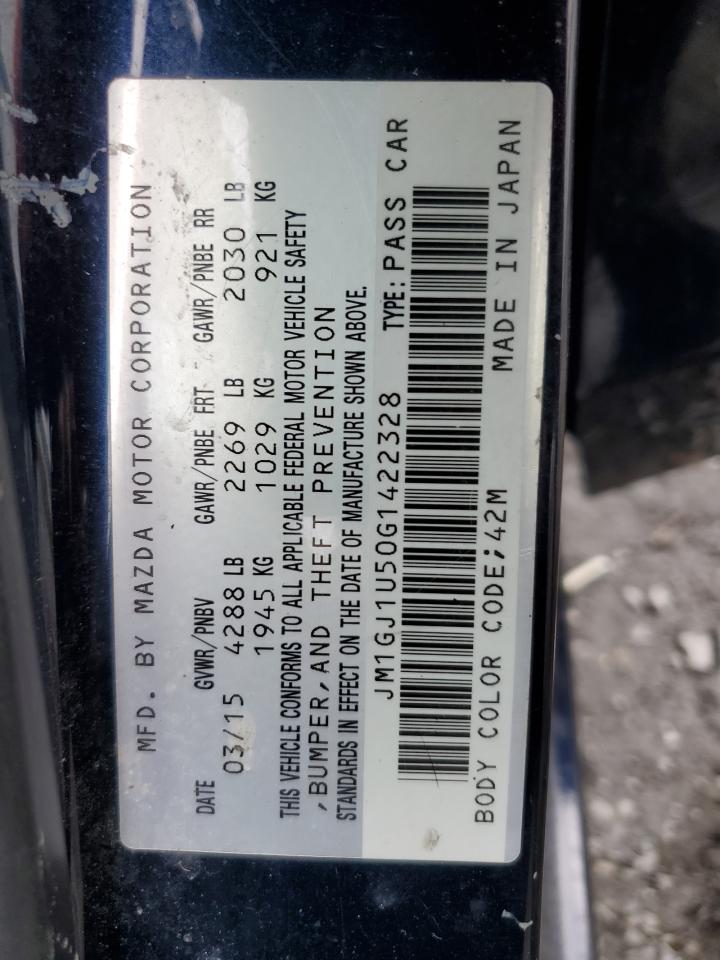 MFD. BY MAZDA MOTOR CORPORATION
DATE GVWR/PNBV GAWR/PNBE FRT GAWR/PNBE RR
03/15 4288 LB 2269 LB 2030 LB
1945 KG 1029 KG 921 KG
THIS VEHICLE CONFORMS TO ALL APPLICABLE FEDERAL MOTOR VEHICLE SAFETY
,BUMPER,AND THEFT PREVENTION
STANDARDS IN EFFECT ON THE DATE OF MANUFACTURE SHOWN ABOVE.
JM1GJ1U50G1422328 TYPE: PASS CAR
BODY COLOR CODE;42M MADE IN JAPAN